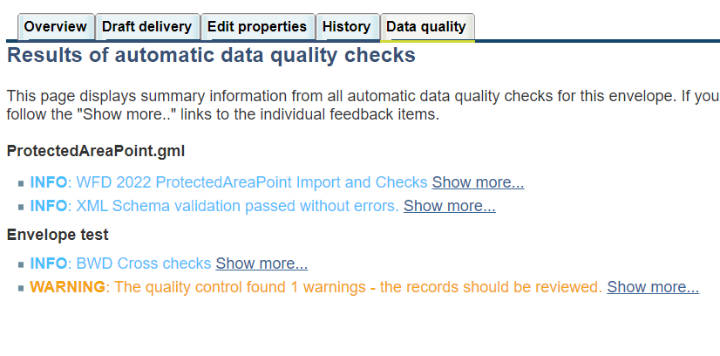 Overview Draft delivery Edit properties History Data quality
Results of automatic data quality checks
This page displays summary information from all automatic data quality checks for this envelope. If you
follow the "Show more.." links to the individual feedback items.
ProtectedAreaPoint.gml
INFO: WFD 2022 ProtectedAreaPoint Import and Checks Show more...
INFO: XML Schema validation passed without errors. Show more...
Envelope test
INFO: BWD Cross checks Show more...
WARNING: The quality control found 1 warnings - the records should be reviewed. Show more...